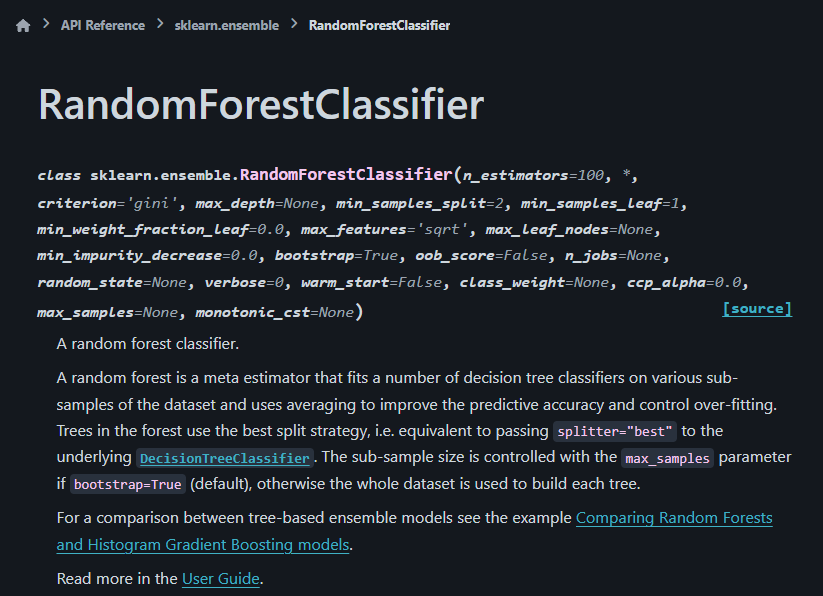 API Reference > sklearn.ensemble > RandomForestClassifier
RandomForestClassifier
class sklearn.ensemble.RandomForestClassifier(n_estimators=100, *,
criterion='gini', max_depth=None, min_samples_split=2, min_samples_leaf=1,
min_weight_fraction_leaf=0.0, max_features='sqrt', max_leaf_nodes=None,
min_impurity_decrease=0.0, bootstrap=True, oob_score=False, n_jobs=None,
random_state=None, verbose=0, warm_start=False, class_weight=None, ccp_alpha=0.0,
max_samples=None, monotonic_cst=None) [source]
A random forest classifier.
A random forest is a meta estimator that fits a number of decision tree classifiers on various sub-
samples of the dataset and uses averaging to improve the predictive accuracy and control over-fitting.
Trees in the forest use the best split strategy, i.e. equivalent to passing splitter="best" to the
underlying DecisionTreeClassifier. The sub-sample size is controlled with the max_samples parameter
if bootstrap=True (default), otherwise the whole dataset is used to build each tree.
For a comparison between tree-based ensemble models see the example Comparing Random Forests
and Histogram Gradient Boosting models.
Read more in the User Guide.